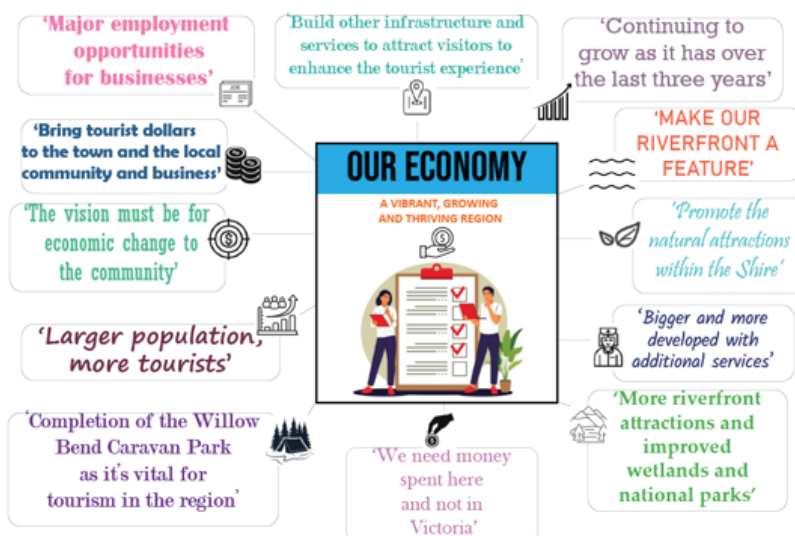 ‘Major employment
opportunities
for businesses’
‘Build other infrastructure and
services to attract visitors to
enhance the tourist experience’
‘Continuing to
grow as it has over
the last three years’
‘Bring tourist dollars
to the town and the local
community and business’
‘MAKE OUR
RIVERFRONT A
FEATURE’
OUR ECONOMY
A VIBRANT, GROWING
AND THRIVING REGION
‘The vision must be for
economic change to
the community’
‘Promote the
natural attractions
within the Shire’
‘Larger population,
more tourists’
‘Bigger and more
developed with
additional services’
‘Completion of the Willow
Bend Caravan Park
as it’s vital for
tourism in the region’
‘We need money
spent here
and not in
Victoria’
‘More riverfront
attractions and
improved
wetlands and
national parks’